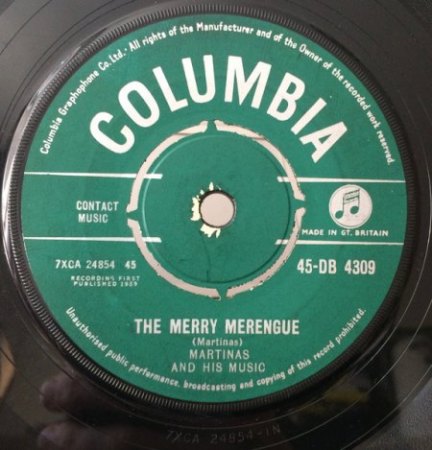 Columbia Graphophone Co. Ltd. - All rights of the Manufacturer and of the Owner of the recorded work reserved.
COLUMBIA
CONTACT
MUSIC
MADE IN GT. BRITAIN
7XCA 24854 45
45-DB 4309
RECORDING FIRST
PUBLISHED 1959
THE MERRY MERENGUE
(Martinas)
MARTINAS
AND HIS MUSIC
Unauthorised public performance, broadcasting and copying of this record prohibited.
7XCA 24854-1N